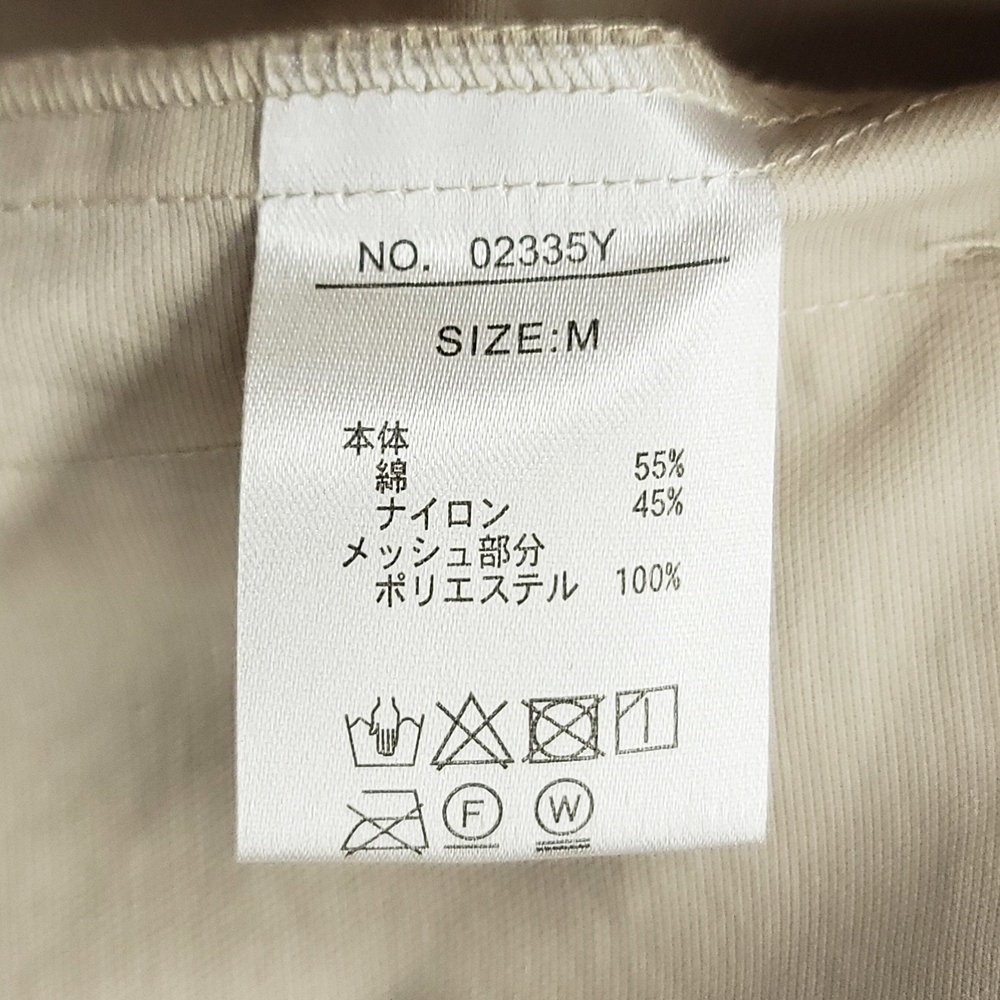 NO. 02335Y
SIZE:M
本体
綿 55%
ナイロン 45%
メッシュ部分
ポリエステル 100%
F W